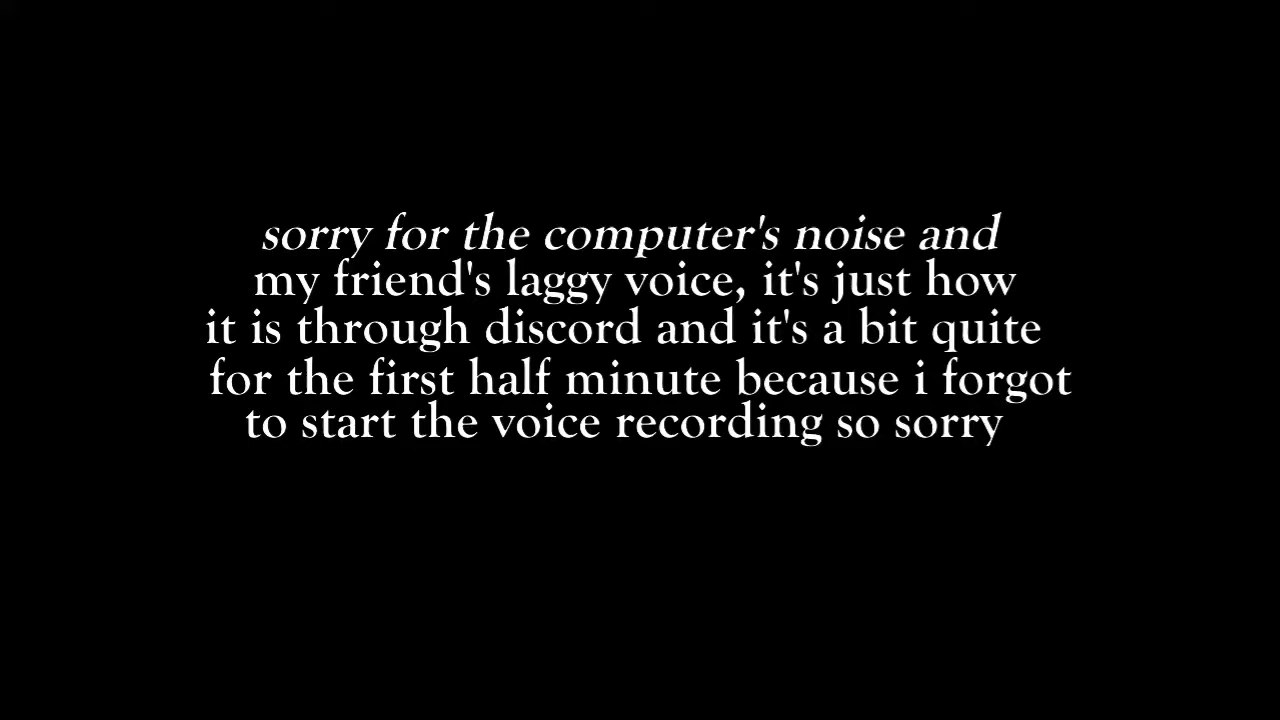 sorry for the computer's noise and
my friend's laggy voice, it's just how
it is through discord and it's a bit quite
for the first half minute because i forgot
to start the voice recording so sorry